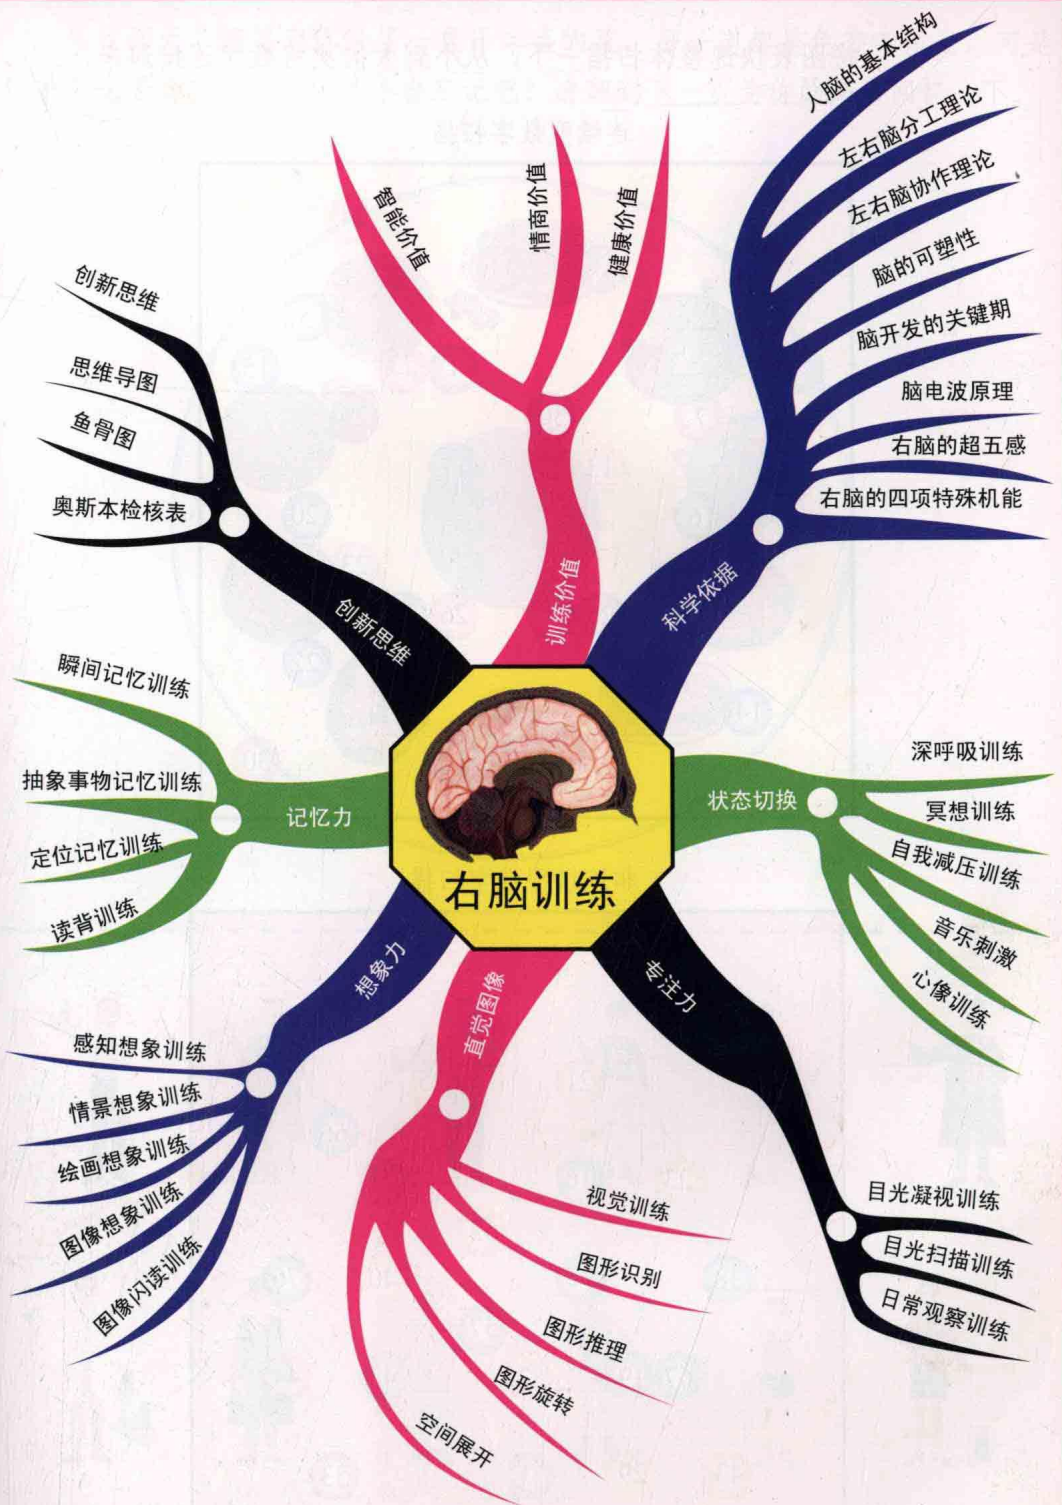 右脑训练
训练价值
智能价值
情商价值
健康价值
科学依据
人脑的基本结构
左右脑分工理论
左右脑协作理论
脑的可塑性
脑开发的关键期
脑电波原理
右脑的超五感
右脑的四项特殊机能
状态切换
深呼吸训练
冥想训练
自我减压训练
音乐刺激
心像训练
专注力
目光凝视训练
目光扫描训练
日常观察训练
直觉图像
视觉训练
图形识别
图形推理
图形旋转
空间展开
想象力
感知想象训练
情景想象训练
绘画想象训练
图像想象训练
图像闪读训练
记忆力
瞬间记忆训练
抽象事物记忆训练
定位记忆训练
读背训练
创新思维
创新思维
思维导图
鱼骨图
奥斯本检核表